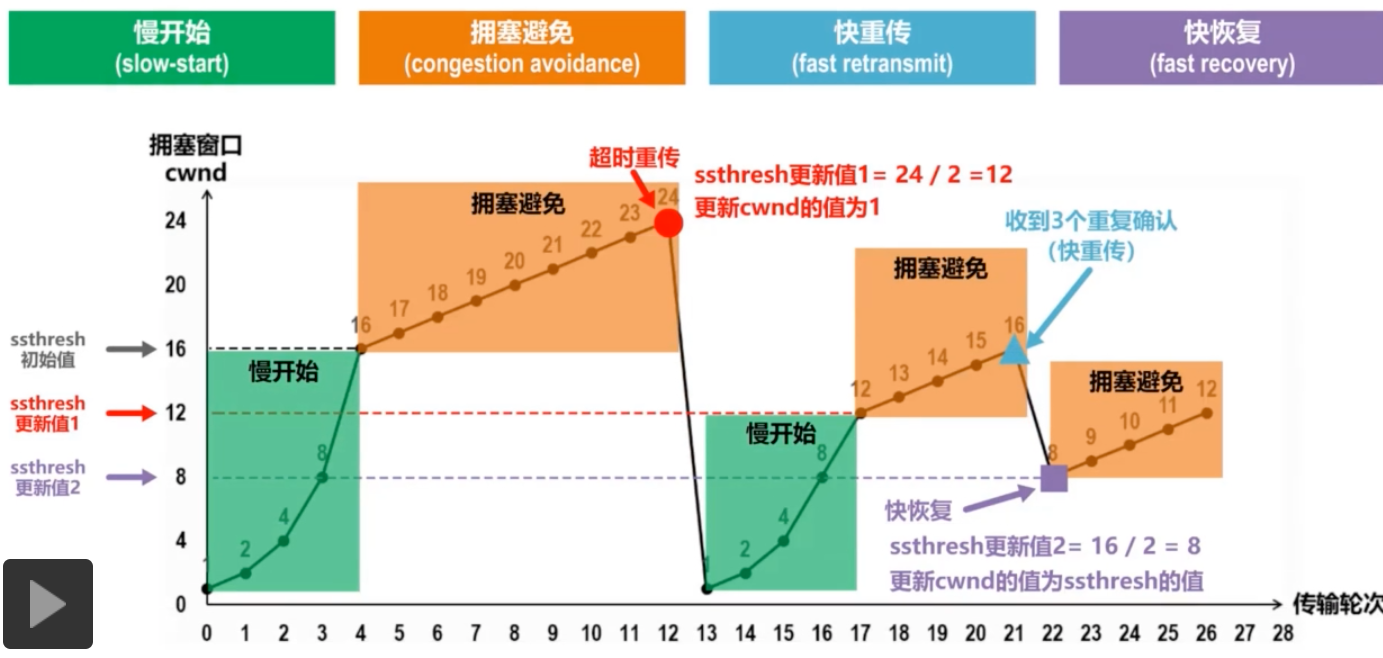 慢开始
(slow-start)
拥塞避免
(congestion avoidance)
快重传
(fast retransmit)
快恢复
(fast recovery)
拥塞窗口
cwnd
超时重传
ssthresh更新值1= 24 / 2 =12
更新cwnd的值为1
收到3个重复确认
（快重传）
24
20
16
12
8
4
0
ssthresh
初始值
ssthresh
更新值1
ssthresh
更新值2
慢开始
2
4
8
拥塞避免
16
17
18
19
20
21
22
23
24
慢开始
1
2
4
8
拥塞避免
12
13
14
15
16
拥塞避免
8
9
10
11
12
快恢复
ssthresh更新值2= 16 / 2 = 8
更新cwnd的值为ssthresh的值
传输轮次
0 1 2 3 4 5 6 7 8 9 10 11 12 13 14 15 16 17 18 19 20 21 22 23 24 25 26 27 28